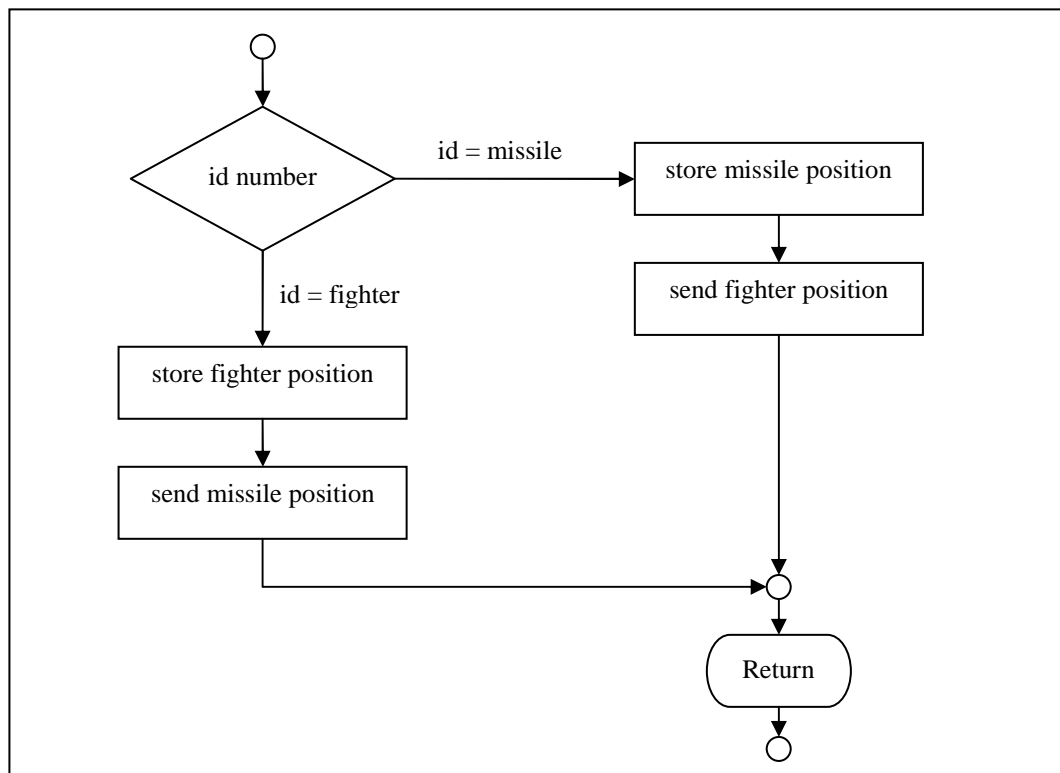 id number
id = missile
store missile position
send fighter position
id = fighter
store fighter position
send missile position
Return